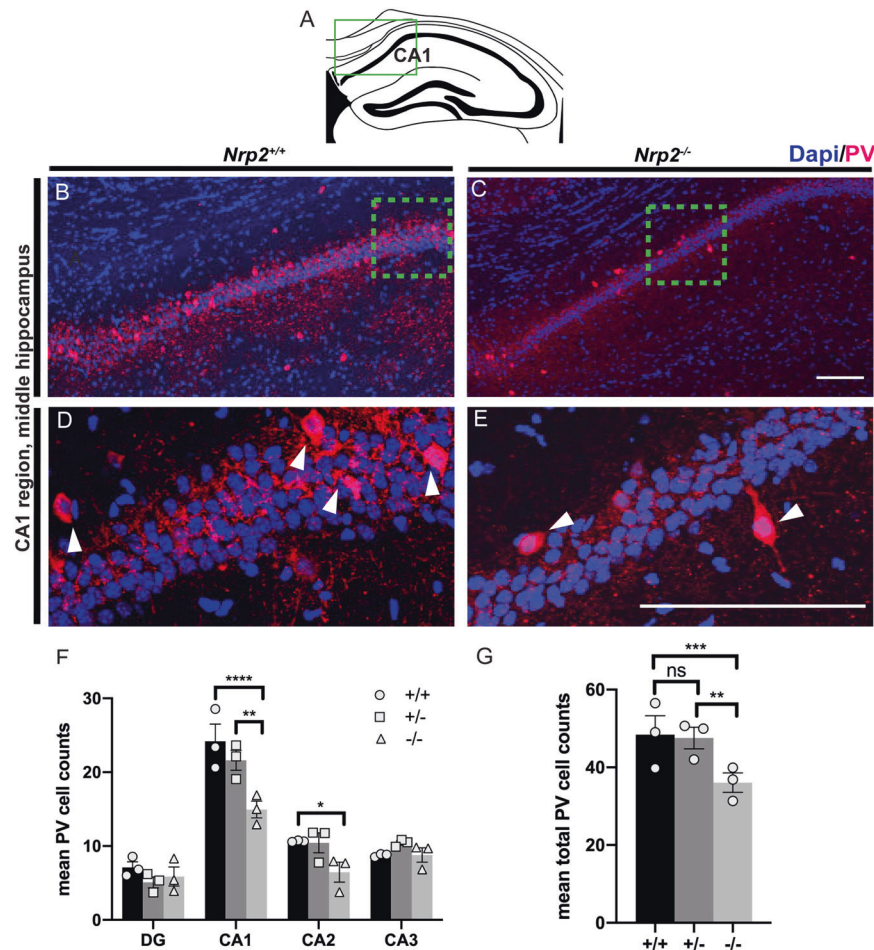 A
CA1
Nrp2+/+
Nrp2-/-
Dapi/PV
B
C
CA1 region, middle hippocampus
D
E
F
G
mean PV cell counts
30
20
10
0
****
**
*
+/+
+/-
-/-
DG
CA1
CA2
CA3
mean total PV cell counts
60
40
20
0
***
ns
**
+/+
+/-
-/-